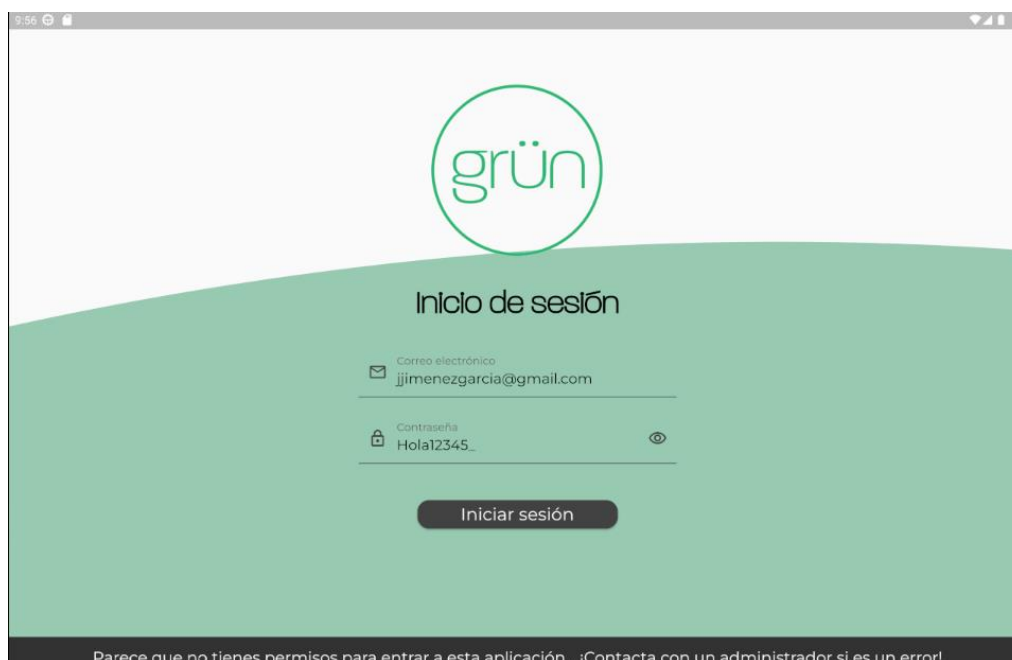 9:56
grün
Inicio de sesión
Correo electrónico
jjimenezgarcia@gmail.com
Contraseña
Hola12345_
Iniciar sesión
Parece que no tienes permisos para entrar a esta aplicación... ¡Contacta con un administrador si es un error!